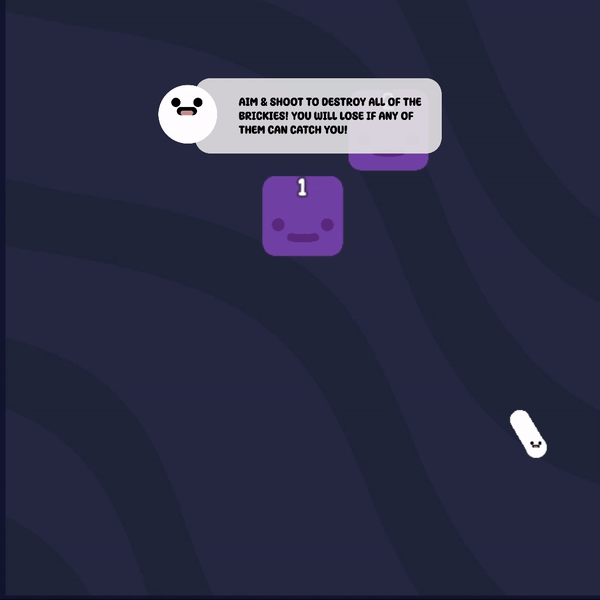 AIM & SHOOT TO DESTROY ALL OF THE
BRICKIES! YOU WILL LOSE IF ANY OF
THEM CAN CATCH YOU!
1